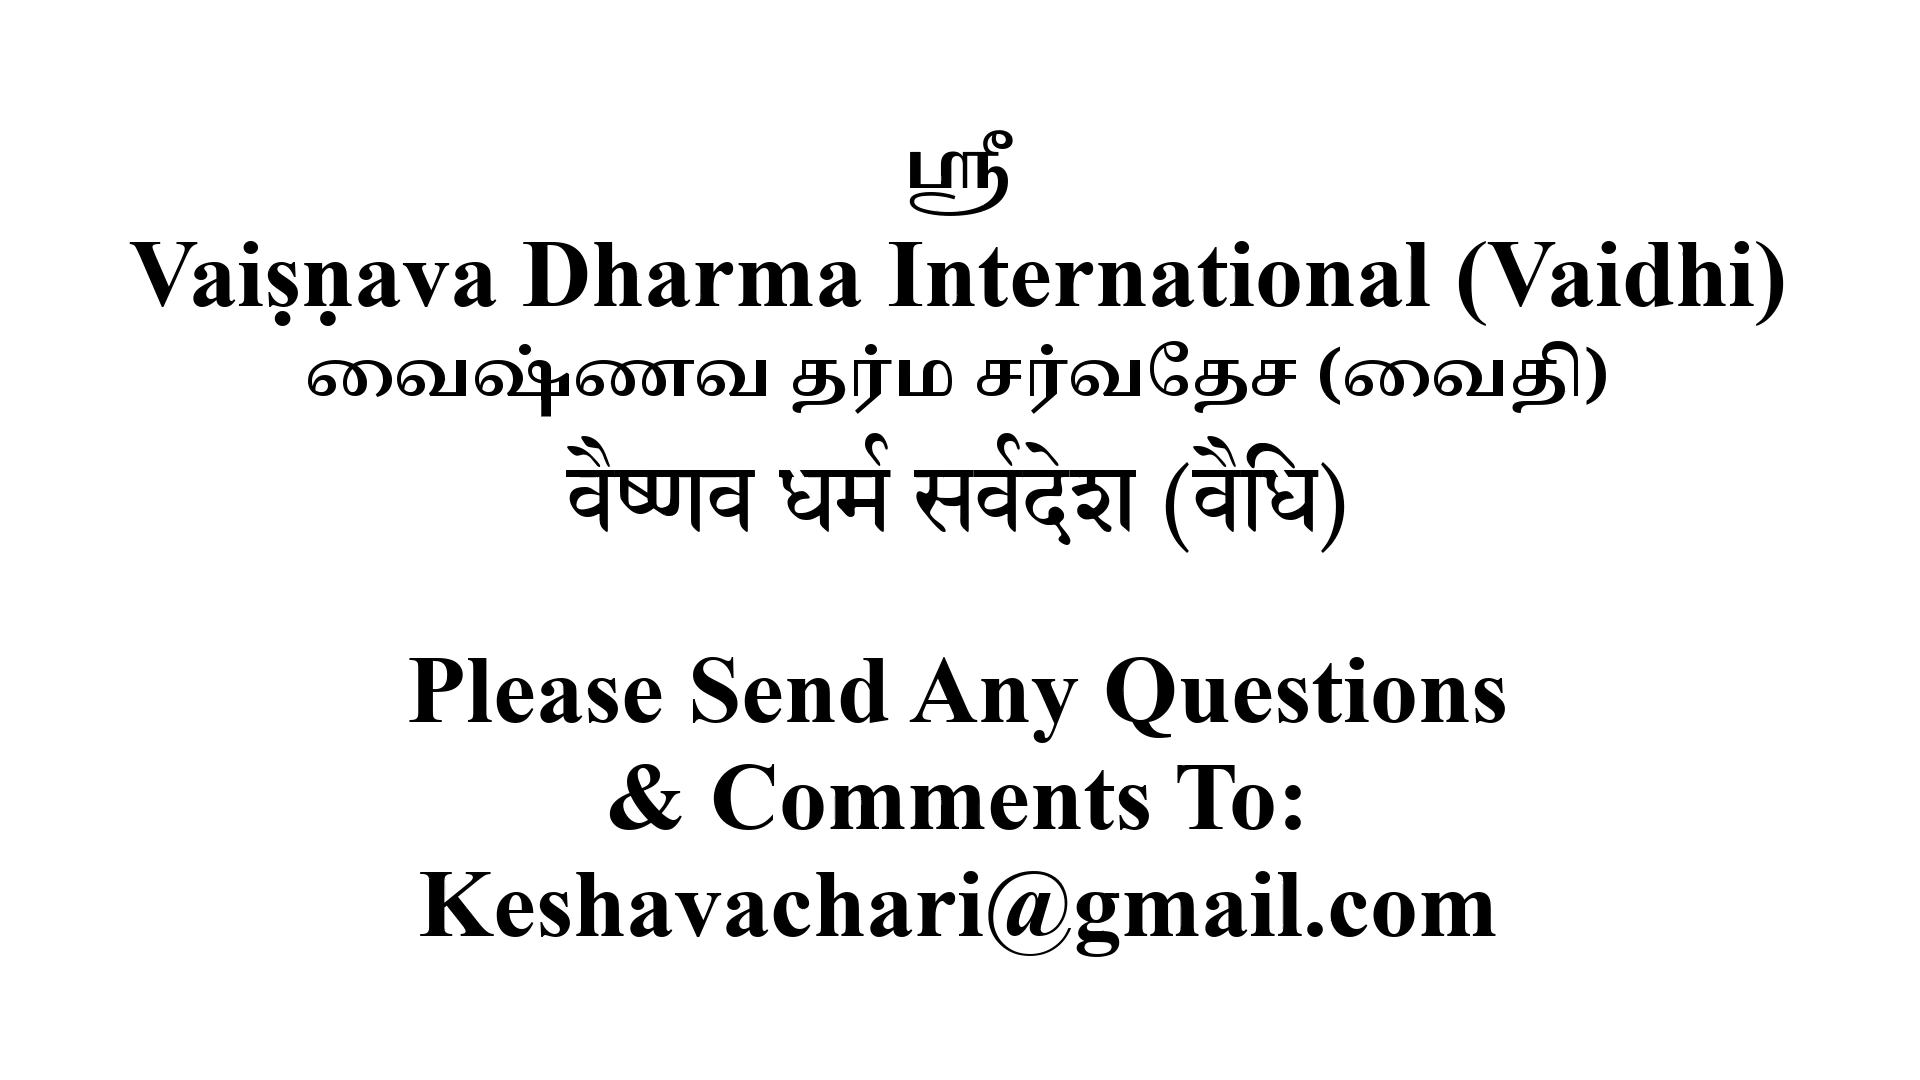 ஸ்ரீ
Vaiṣṇava Dharma International (Vaidhi)
வைஷ்ணவ தர்ம சர்வதேச (வைதி)
वैष्णव धर्म सर्वदेश (वैधि)
Please Send Any Questions
& Comments To:
Keshavachari@gmail.com